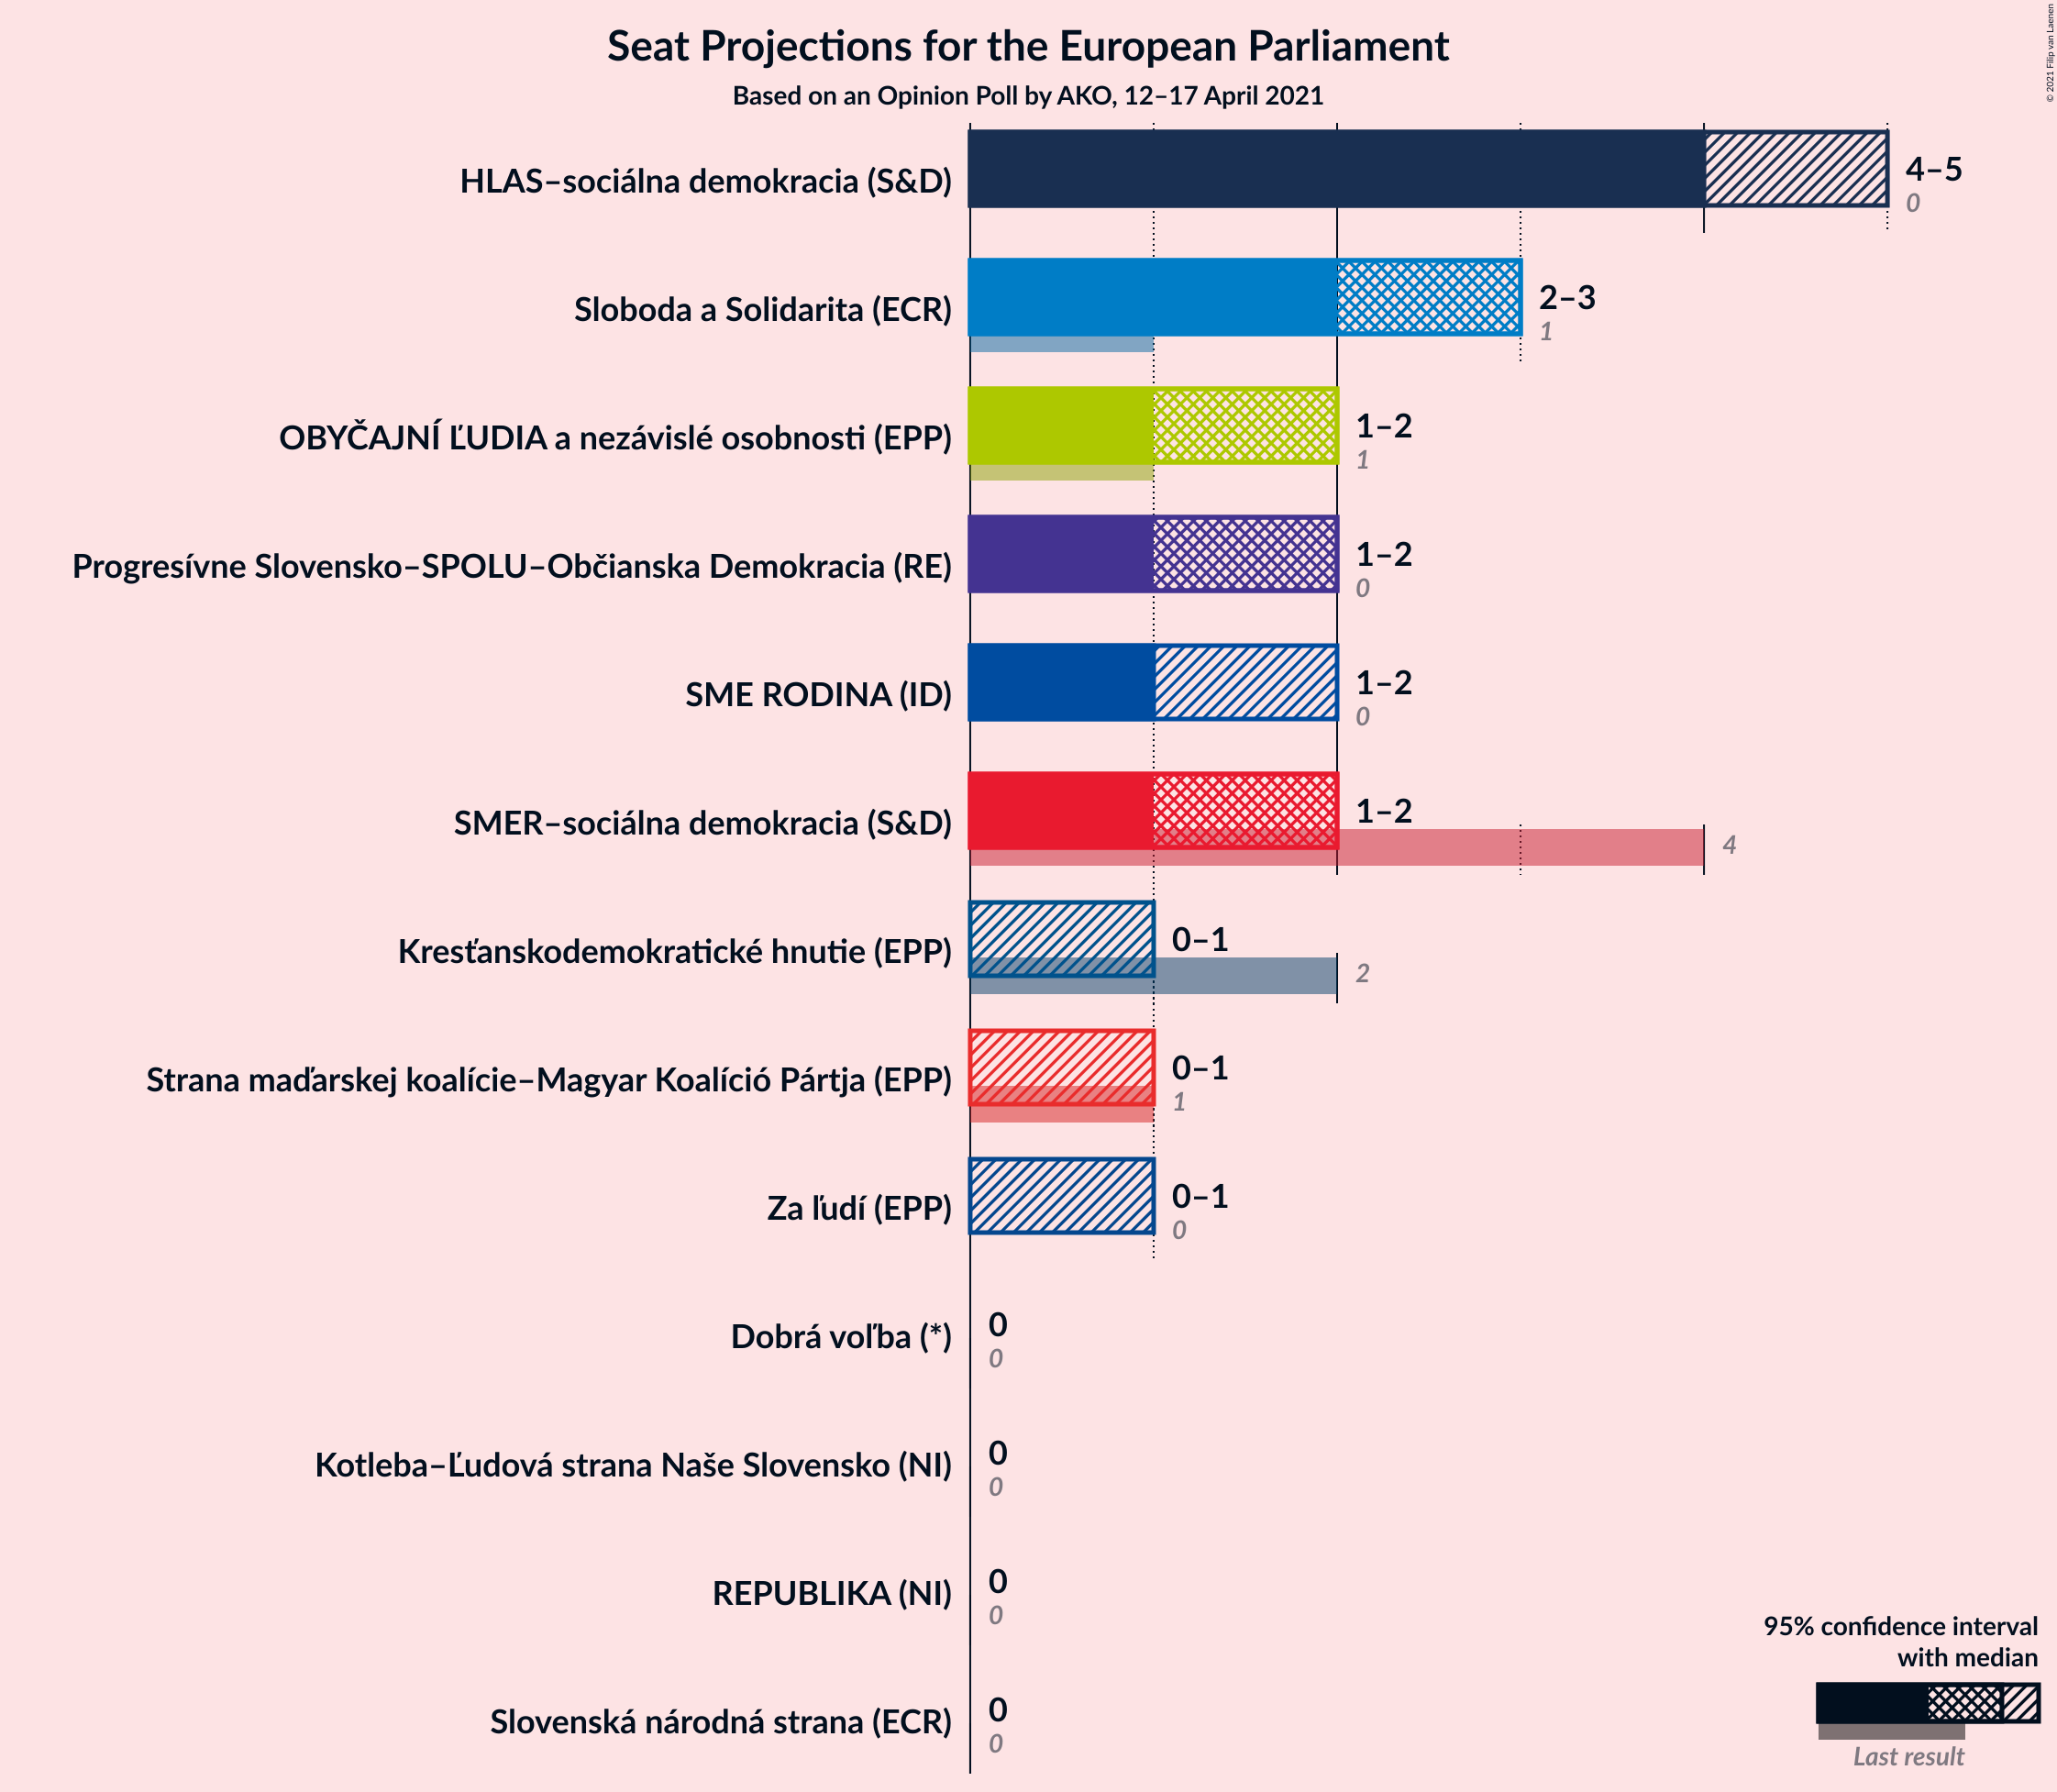 Seat Projections for the European Parliament
Based on an Opinion Poll by AKO, 12–17 April 2021
© 2021 Filip van Laenen
HLAS–sociálna demokracia (S&D)
4–5
0
Sloboda a Solidarita (ECR)
2–3
1
OBYČAJNÍ ĽUDIA a nezávislé osobnosti (EPP)
1–2
1
Progresívne Slovensko–SPOLU–Občianska Demokracia (RE)
1–2
0
SME RODINA (ID)
1–2
0
SMER–sociálna demokracia (S&D)
1–2
4
Kresťanskodemokratické hnutie (EPP)
0–1
2
Strana maďarskej koalície–Magyar Koalíció Pártja (EPP)
0–1
1
Za ľudí (EPP)
0–1
0
Dobrá voľba (*)
0
0
Kotleba–Ľudová strana Naše Slovensko (NI)
0
0
REPUBLIKA (NI)
0
0
Slovenská národná strana (ECR)
0
0
95% confidence interval
with median
Last result